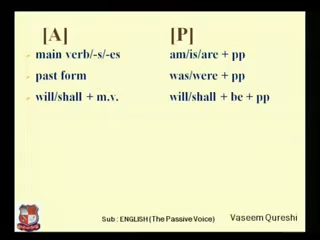 [A] [P]
main verb/-s/-es am/is/are + pp
past form was/were + pp
will/shall + m.v. will/shall + be + pp
Sub : ENGLISH (The Passive Voice) Vaseem Qureshi